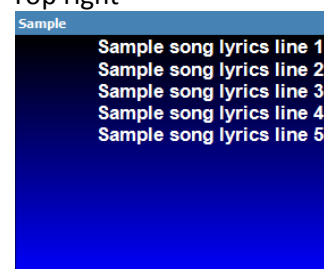 Top right
Sample
Sample song lyrics line 1
Sample song lyrics line 2
Sample song lyrics line 3
Sample song lyrics line 4
Sample song lyrics line 5